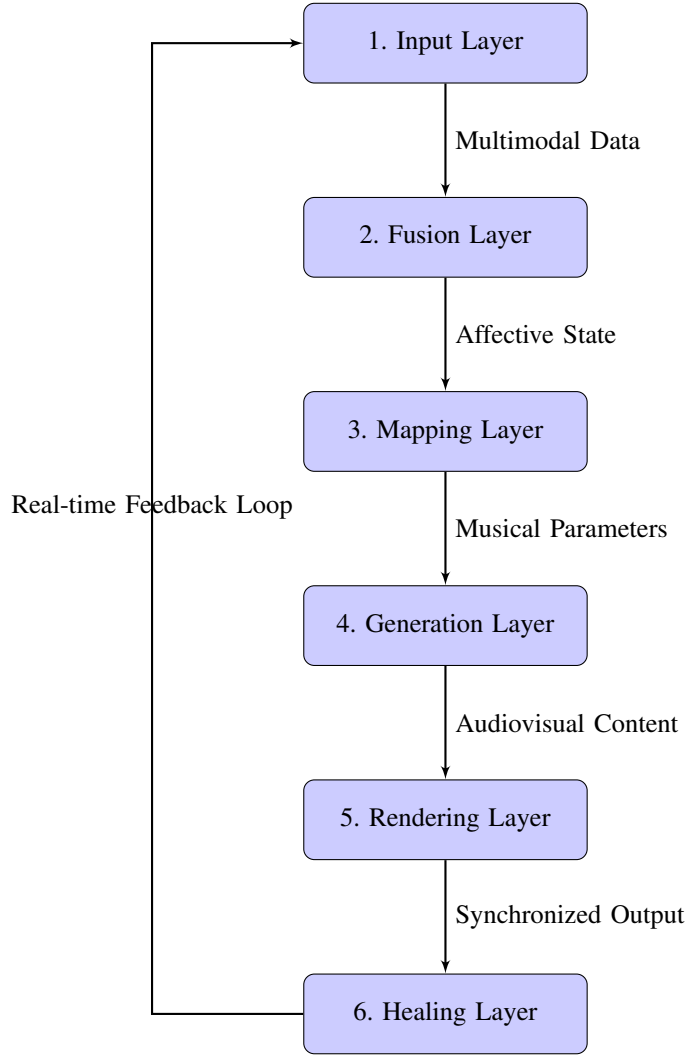 1. Input Layer
Multimodal Data
2. Fusion Layer
Affective State
3. Mapping Layer
Real-time Feedback Loop
Musical Parameters
4. Generation Layer
Audiovisual Content
5. Rendering Layer
Synchronized Output
6. Healing Layer